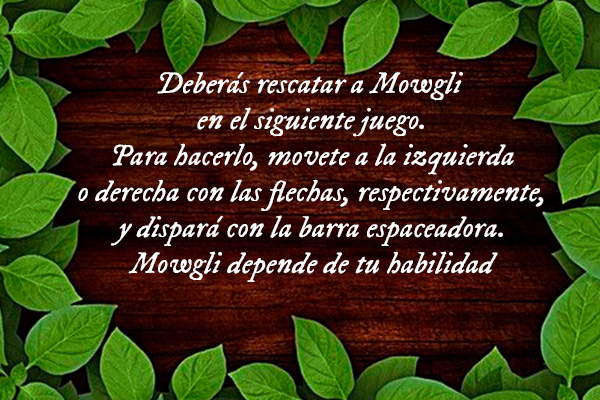 Deberás rescatar a Mowgli
en el siguiente juego.
Para hacerlo, movete a la izquierda
o derecha con las flechas, respectivamente,
y dispará con la barra espaceadora.
Mowgli depende de tu habilidad